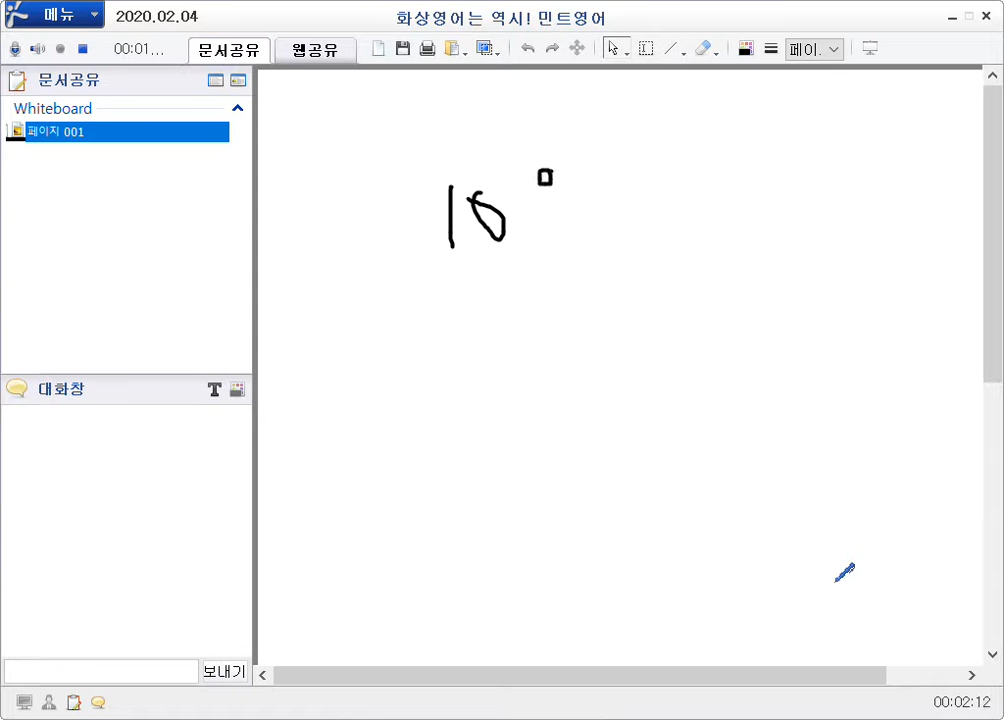 메뉴 2020.02.04 화상영어는 역시! 민트영어
00:01... 문서공유 웹공유 페이.
문서공유
Whiteboard
페이지 001
10°
대화창 T
보내기
00:02:12